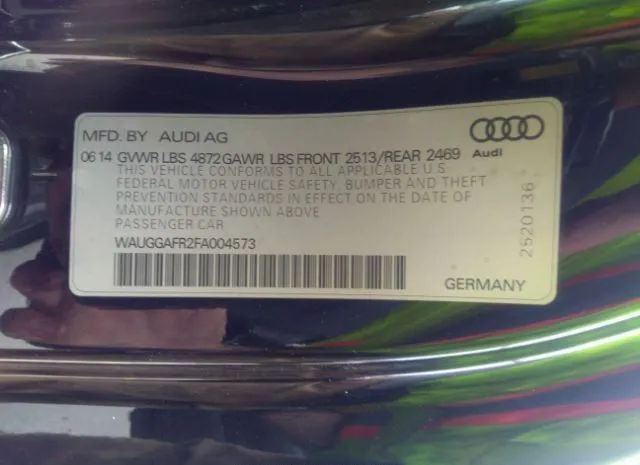 MFD. BY AUDI AG
Audi
06 14 GVWR LBS 4872 GAWR LBS FRONT 2513/REAR 2469
THIS VEHICLE CONFORMS TO ALL APPLICABLE U.S
FEDERAL MOTOR VEHICLE SAFETY, BUMPER AND THEFT
PREVENTION STANDARDS IN EFFECT ON THE DATE OF
MANUFACTURE SHOWN ABOVE
PASSENGER CAR
WAUGGAFR2FA004573
2520136
GERMANY